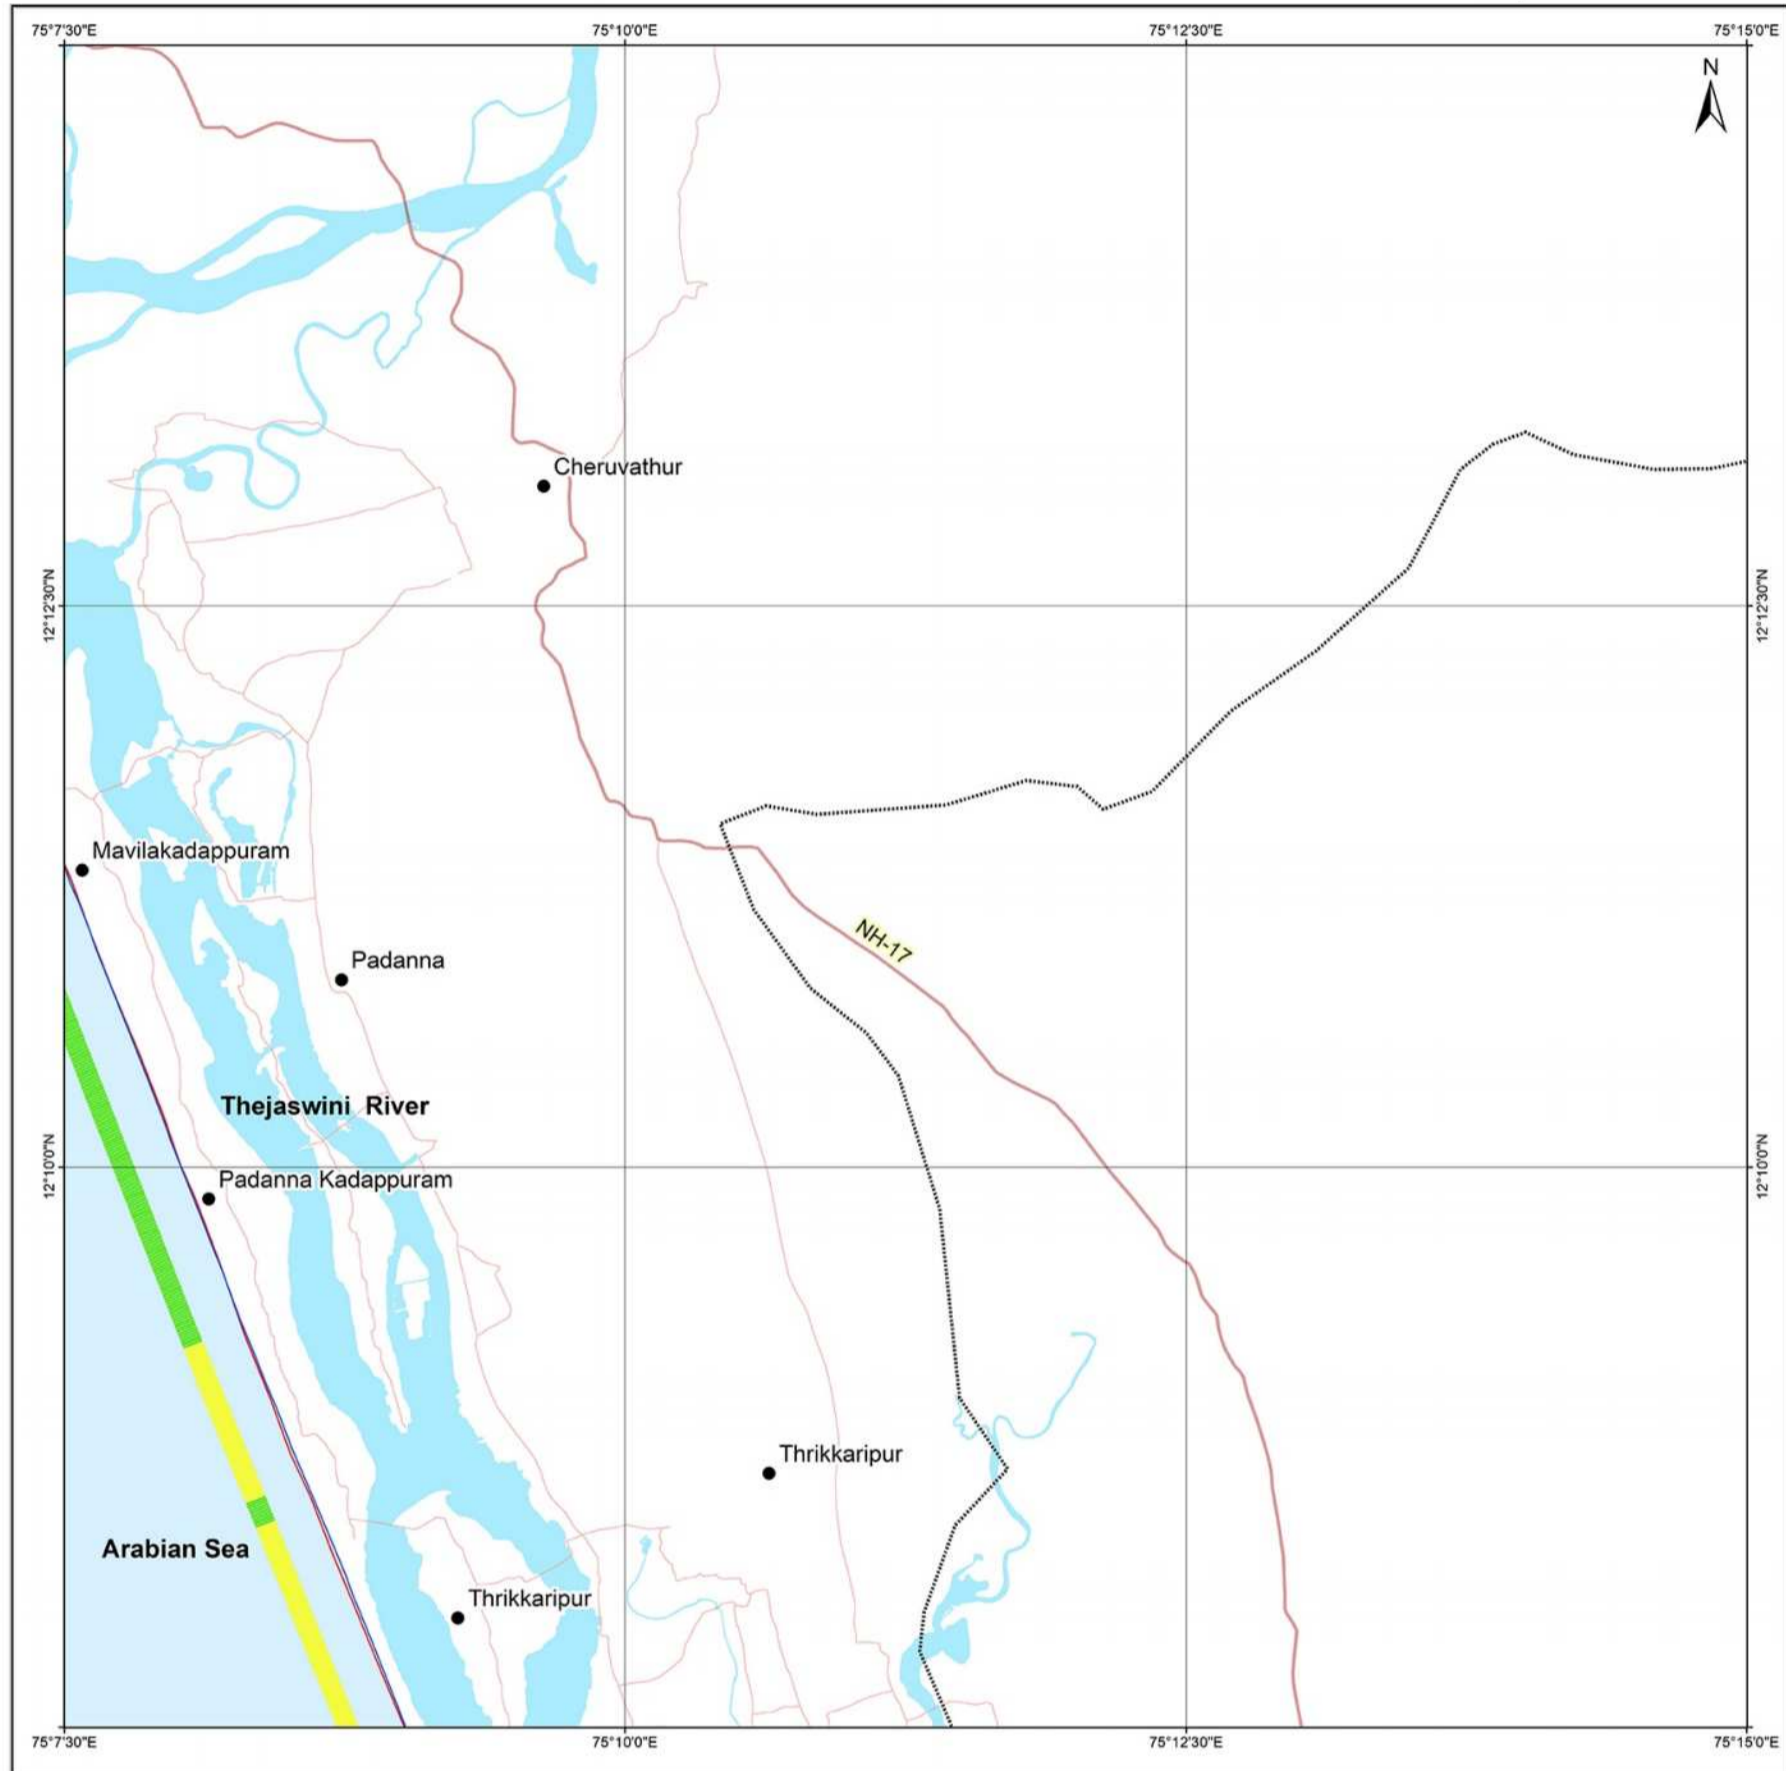 75°7'30"E
75°10'0"E
75°12'30"E
75°15'0"E
N
Cheruvathur
12°12'30"N
12°12'30"N
Mavilakadappuram
NH-17
Padanna
Thejaswini River
12°10'0"N
12°10'0"N
Padanna Kadappuram
Thrikkaripur
Arabian Sea
Thrikkaripur
75°7'30"E
75°10'0"E
75°12'30"E
75°15'0"E